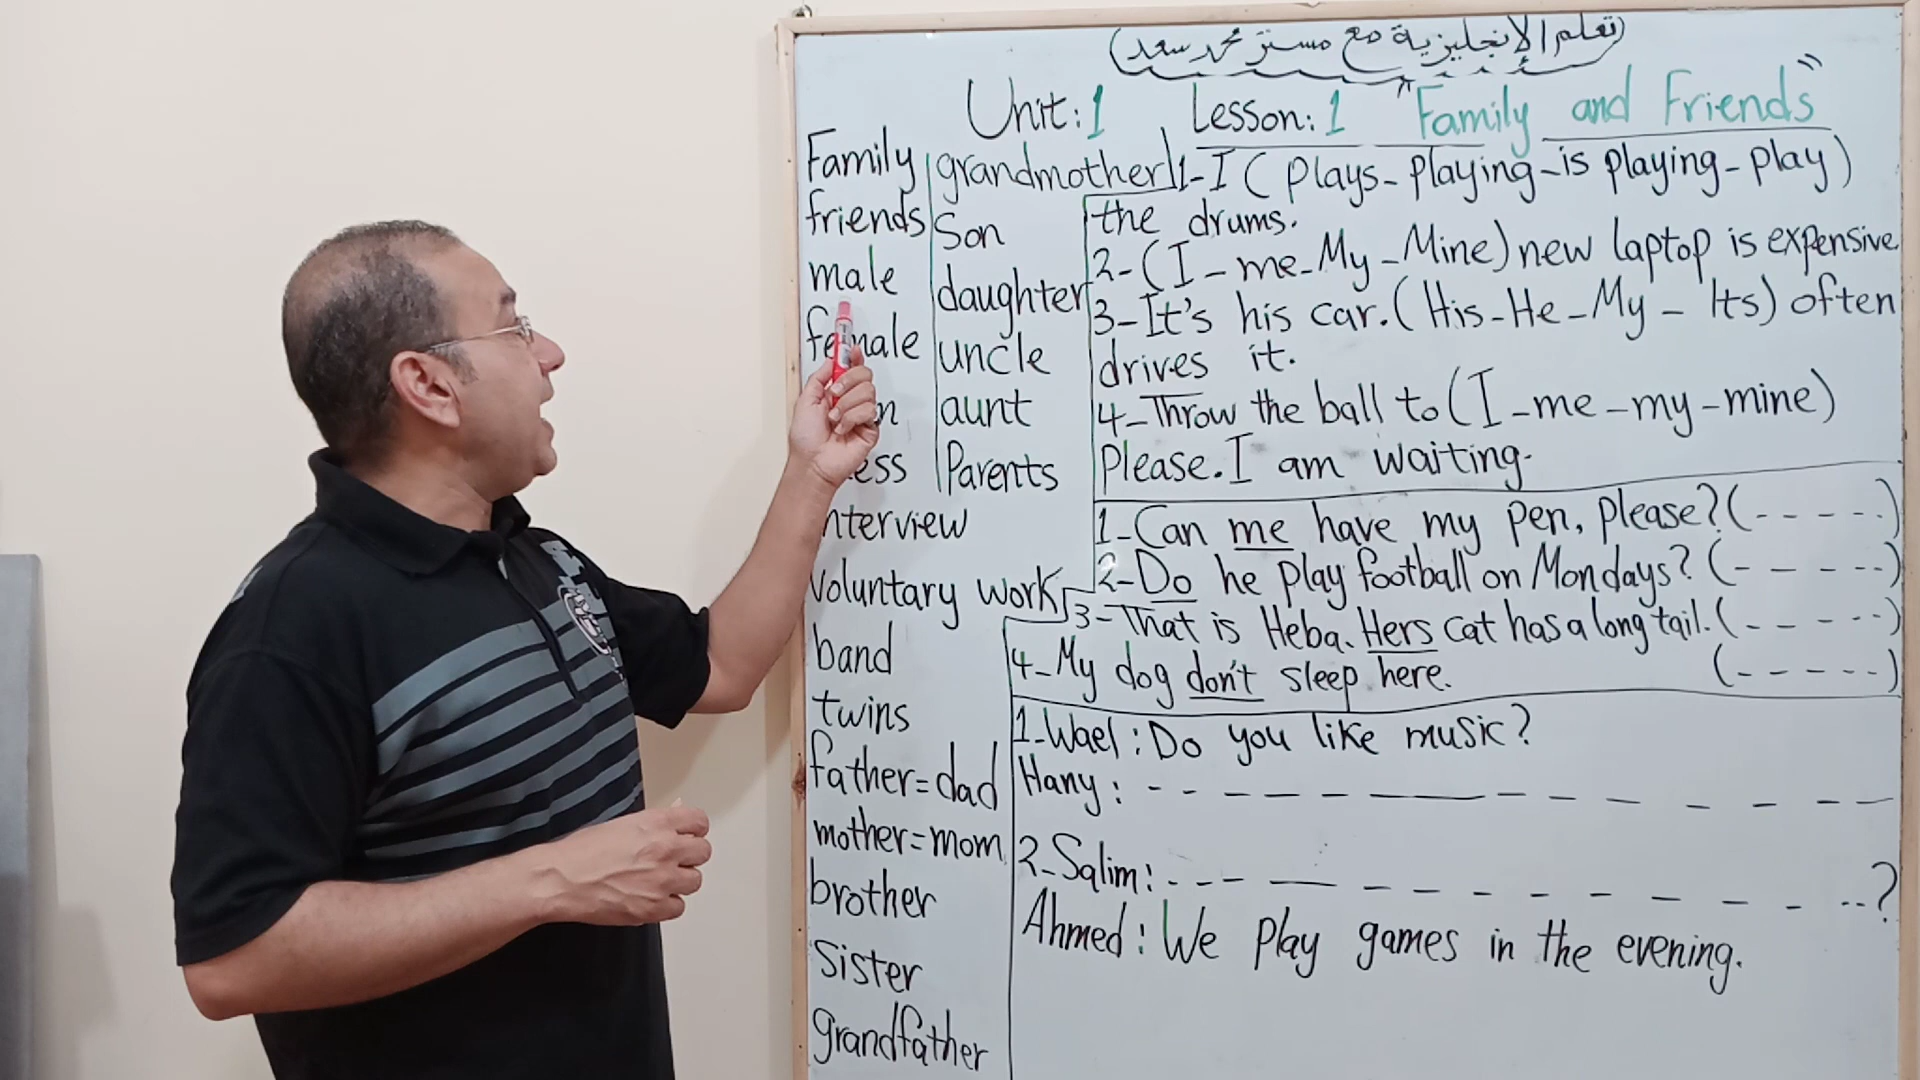 (تعلم الإنجليزية مع مستر محمد سعد)
Unit: 1 Lesson: 1 "Family and Friends"
Family
friends
male
female
n
ess
nterview
Voluntary work
band
twins
father = dad
mother = mom
brother
Sister
grandfather
grandmother
Son
daughter
uncle
aunt
Parents
1- I ( plays - playing - is playing - play )
the drums.
2- ( I - me - My - Mine ) new laptop is expensive
3- It's his car. ( His - He - My - Its ) often
drives it.
4- Throw the ball to ( I - me - my - mine )
Please. I am waiting.
1- Can me have my pen, please? ( - - - - - )
2- Do he play football on Mondays? ( - - - - - )
3- That is Heba. Hers cat has a long tail. ( - - - - - )
4- My dog don't sleep here. ( - - - - - )
1- Wael : Do you like music?
Hany : - - - - - - - - - - - - - -
2- Salim : - - - - - - - - - - - - - - ?
Ahmed : We play games in the evening.